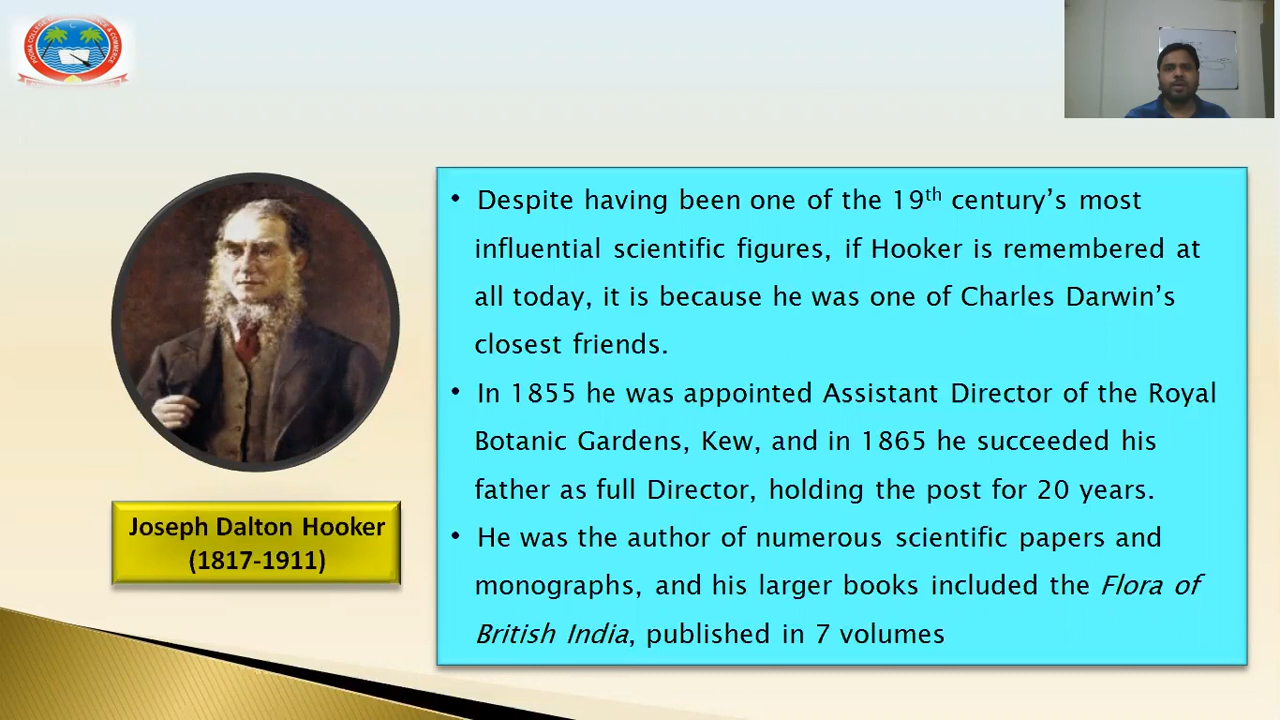 • Despite having been one of the 19th century’s most
influential scientific figures, if Hooker is remembered at
all today, it is because he was one of Charles Darwin’s
closest friends.
• In 1855 he was appointed Assistant Director of the Royal
Botanic Gardens, Kew, and in 1865 he succeeded his
father as full Director, holding the post for 20 years.
• He was the author of numerous scientific papers and
monographs, and his larger books included the Flora of
British India, published in 7 volumes
Joseph Dalton Hooker
(1817-1911)